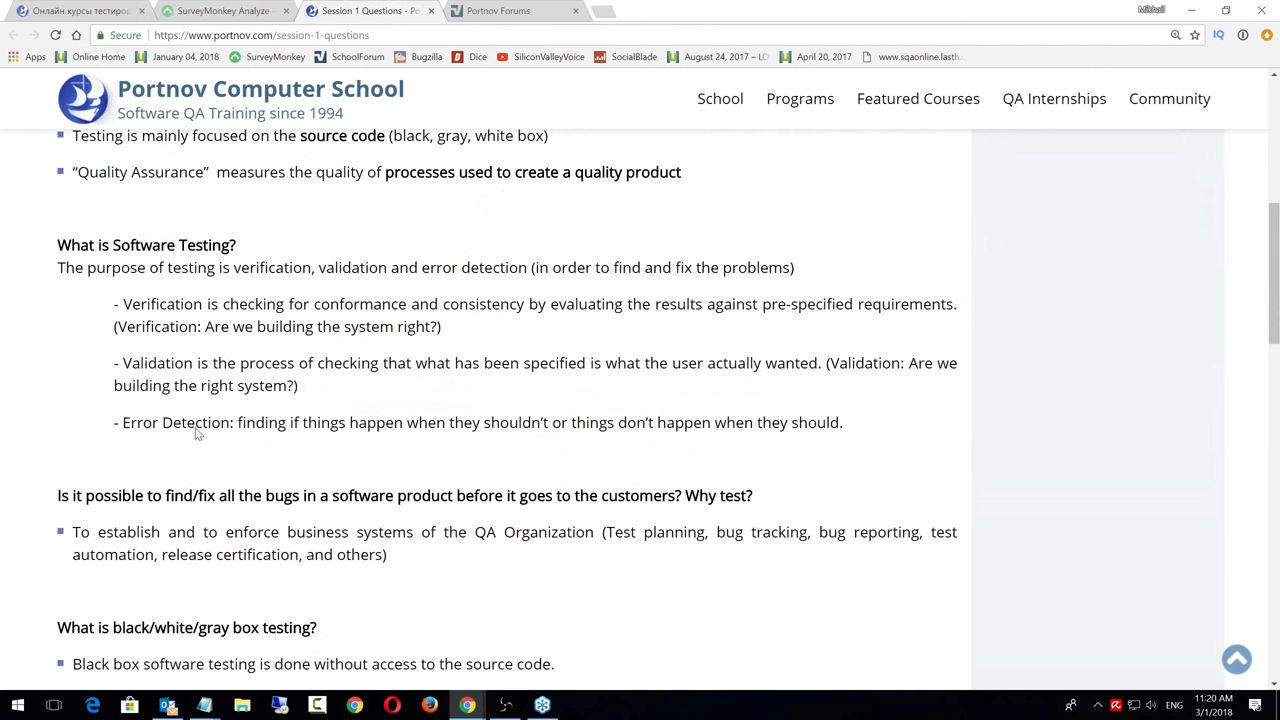 Онлайн курсы тестиров
SurveyMonkey Analyze -
Session 1 Questions - Po
Portnov Forums
Mikhail
Secure
https://www.portnov.com/session-1-questions
Apps
Online Home
January 04, 2018
SurveyMonkey
SchoolForum
Bugzilla
Dice
SiliconValleyVoice
SocialBlade
August 24, 2017 – LO
April 20, 2017
www.sqaonline.lasth
Portnov Computer School
Software QA Training since 1994
School
Programs
Featured Courses
QA Internships
Community
Testing is mainly focused on the source code (black, gray, white box)
“Quality Assurance” measures the quality of processes used to create a quality product
What is Software Testing?
The purpose of testing is verification, validation and error detection (in order to find and fix the problems)
- Verification is checking for conformance and consistency by evaluating the results against pre-specified requirements.
(Verification: Are we building the system right?)
- Validation is the process of checking that what has been specified is what the user actually wanted. (Validation: Are we
building the right system?)
- Error Detection: finding if things happen when they shouldn’t or things don’t happen when they should.
Is it possible to find/fix all the bugs in a software product before it goes to the customers? Why test?
To establish and to enforce business systems of the QA Organization (Test planning, bug tracking, bug reporting, test
automation, release certification, and others)
What is black/white/gray box testing?
Black box software testing is done without access to the source code.
ENG
11:20 AM
3/1/2018